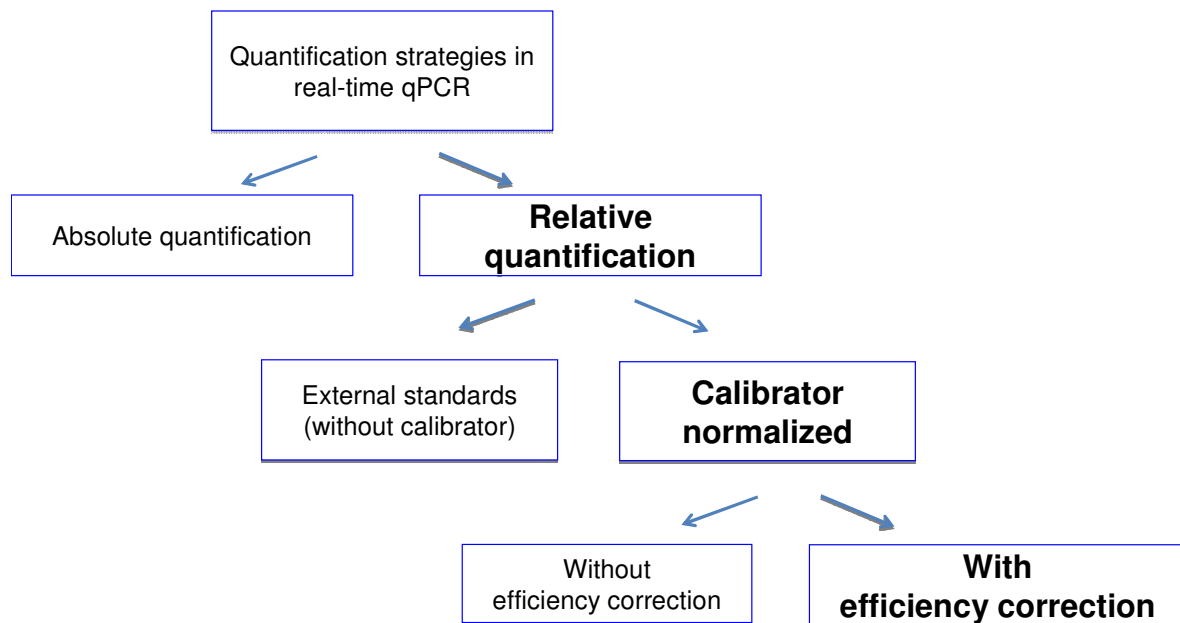 Quantification strategies in
real-time qPCR
Absolute quantification
Relative
quantification
External standards
(without calibrator)
Calibrator
normalized
Without
efficiency correction
With
efficiency correction